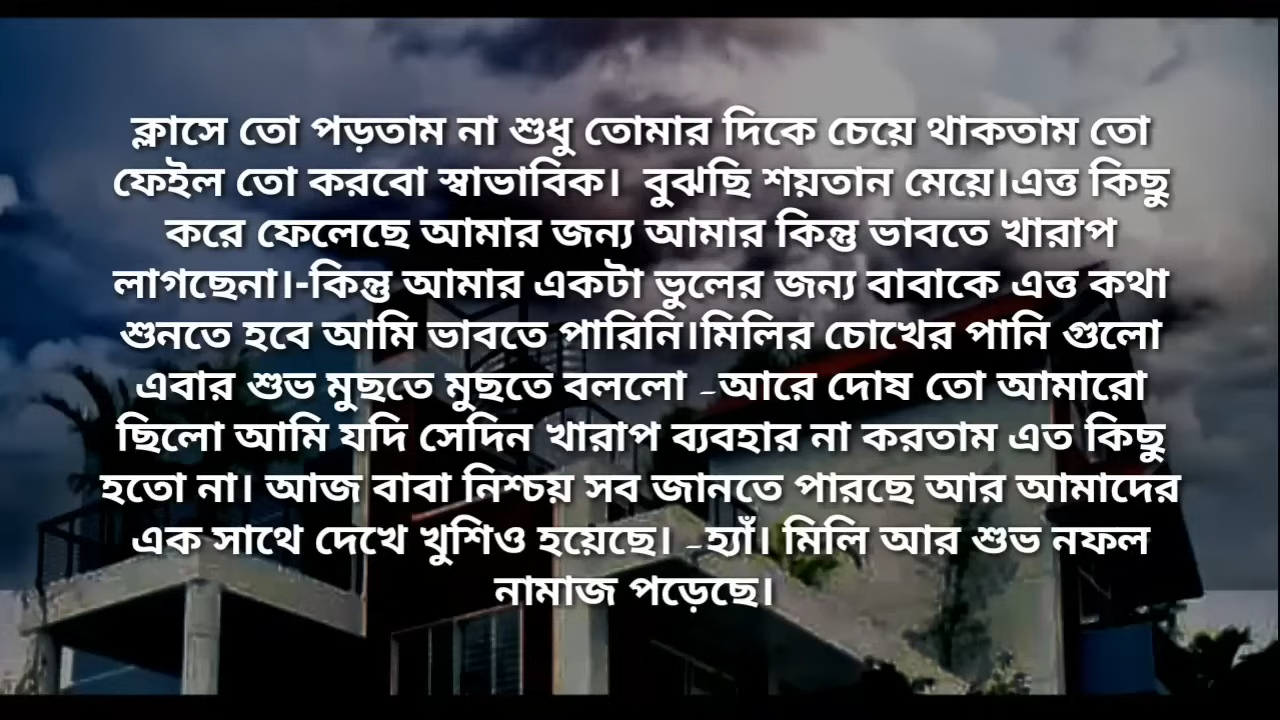 ক্লাসে তো পড়তাম না শুধু তোমার দিকে চেয়ে থাকতাম তো
ফেইল তো করবো স্বাভাবিক।  বুঝছি শয়তান মেয়ে।এত্ত কিছু
করে ফেলেছে আমার জন্য আমার কিন্তু ভাবতে খারাপ
লাগছেনা।-কিন্তু আমার একটা ভুলের জন্য বাবাকে এত্ত কথা
শুনতে হবে আমি ভাবতে পারিনি।মিলির চোখের পানি গুলো
এবার শুভ মুছতে মুছতে বললো -আরে দোষ তো আমারো
ছিলো আমি যদি সেদিন খারাপ ব্যবহার না করতাম এত কিছু
হতো না। আজ বাবা নিশ্চয় সব জানতে পারছে আর আমাদের
এক সাথে দেখে খুশিও হয়েছে। -হ্যাঁ। মিলি আর শুভ নফল
নামাজ পড়েছে।